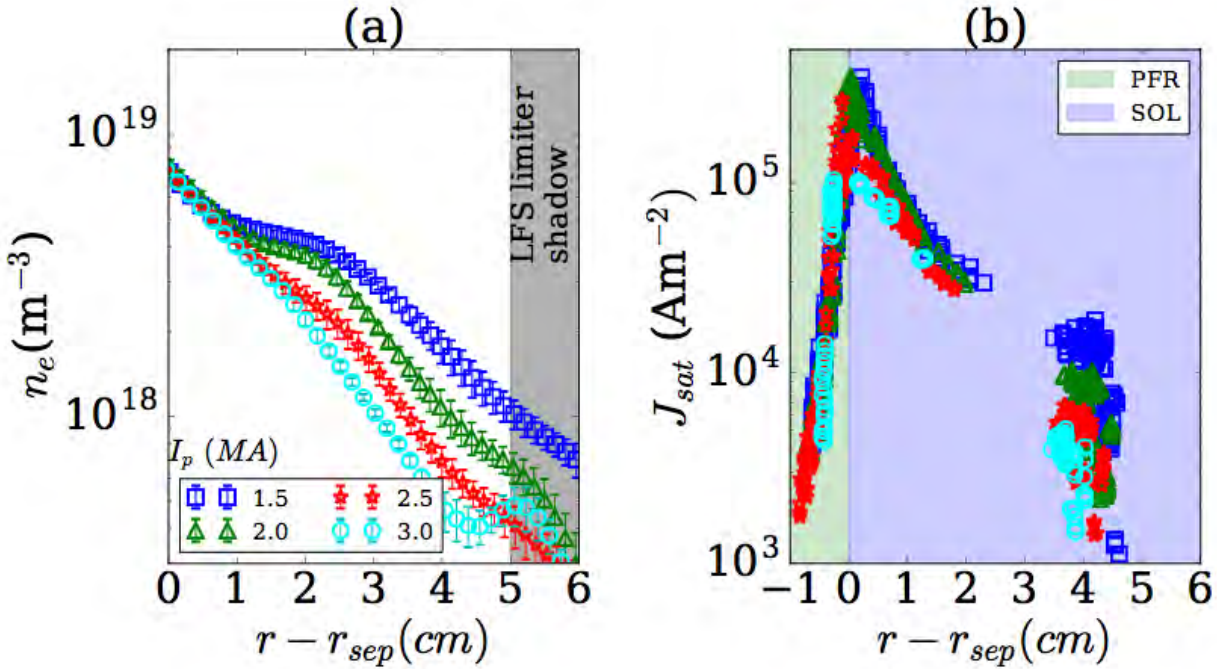 (a)
10^19
10^18
n_e(m^−3)
LFS limiter
shadow
I_p (MA)
1.5 2.5
2.0 3.0
0 1 2 3 4 5 6
r − r_sep(cm)
(b)
PFR
SOL
10^5
10^4
10^3
J_sat (Am^−2)
−1 0 1 2 3 4 5 6
r − r_sep(cm)